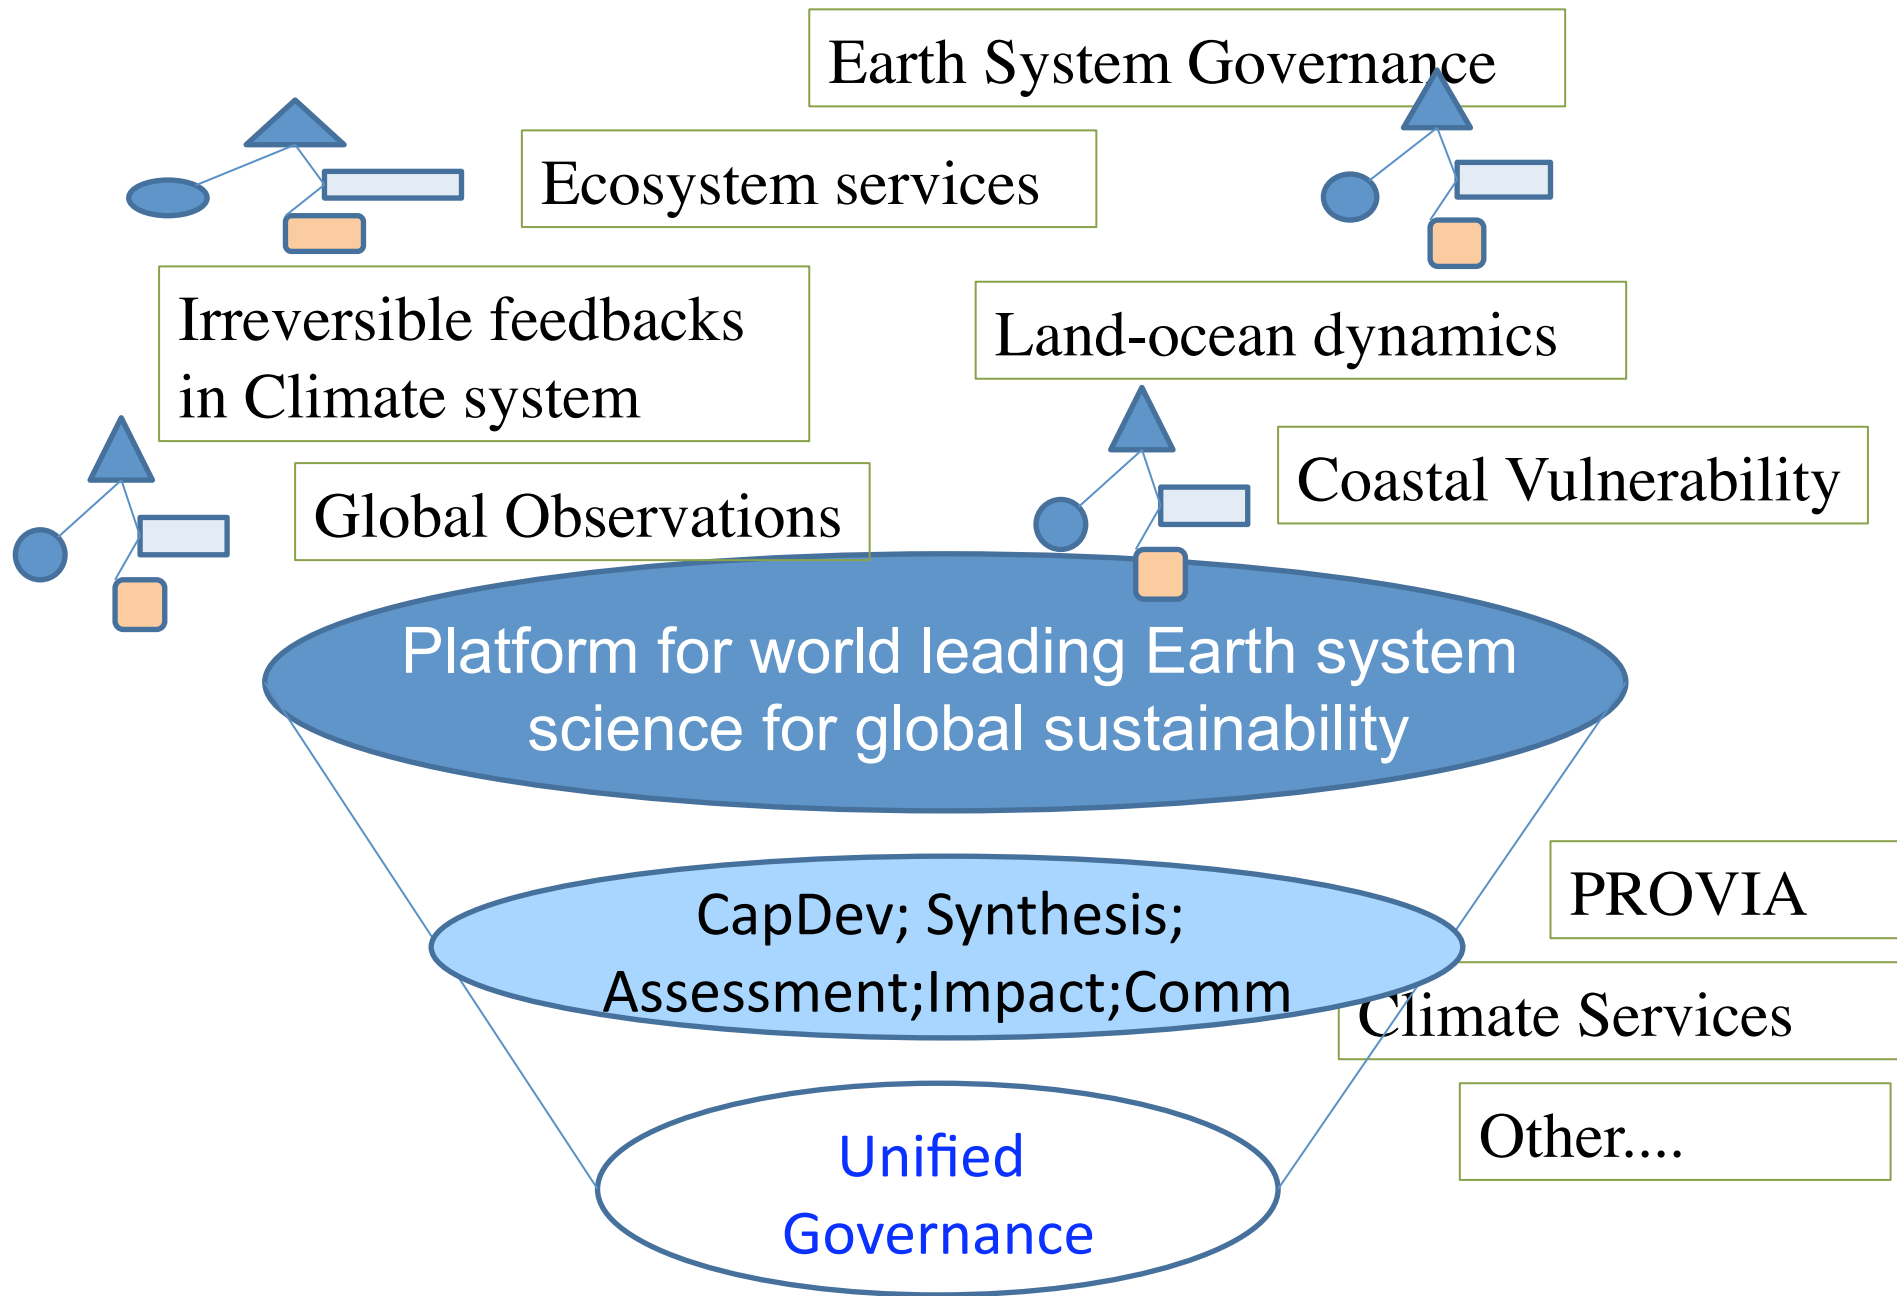 Earth System Governance
Ecosystem services
Irreversible feedbacks
in Climate system
Land-ocean dynamics
Global Observations
Coastal Vulnerability
Platform for world leading Earth system
science for global sustainability
PROVIA
CapDev; Synthesis;
Assessment;Impact;Comm
Climate Services
Other....
Unified
Governance